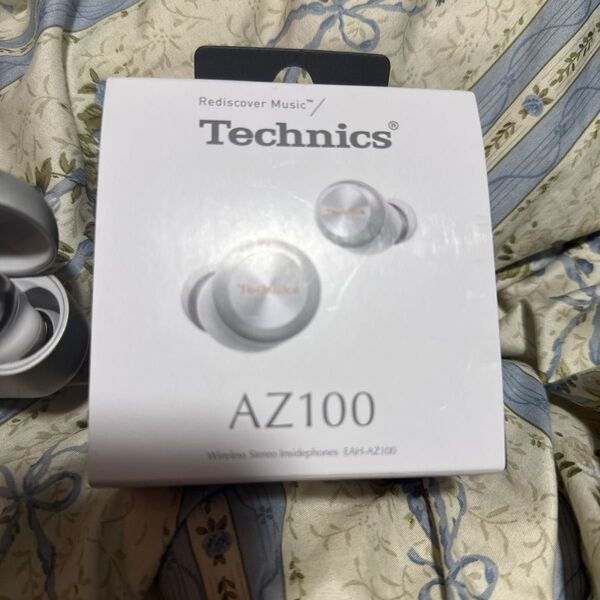 Rediscover Music™/
Technics®
Technics
Technics
AZ100
Wireless Stereo Insidephones EAH-AZ100